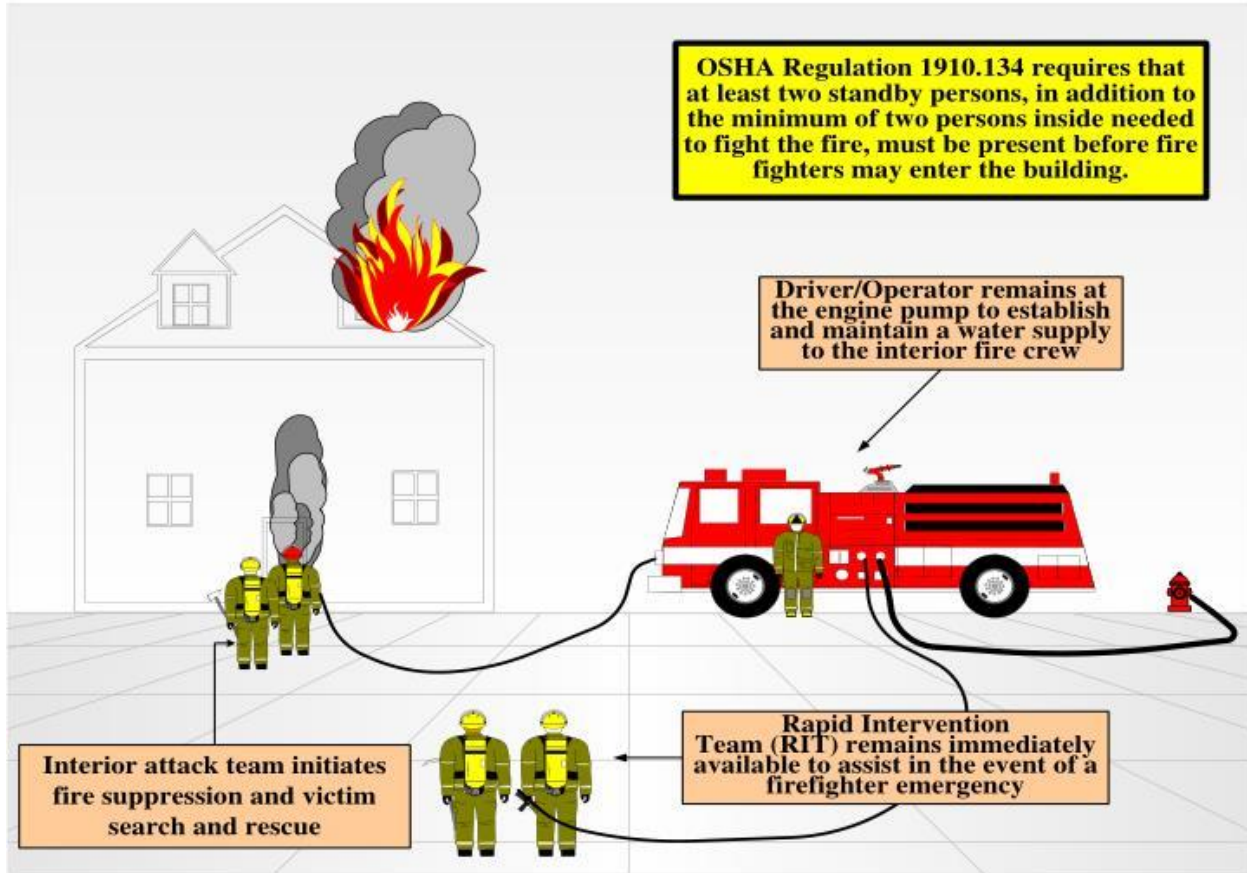 OSHA Regulation 1910.134 requires that
at least two standby persons, in addition to
the minimum of two persons inside needed
to fight the fire, must be present before fire
fighters may enter the building.
Driver/Operator remains at
the engine pump to establish
and maintain a water supply
to the interior fire crew
Interior attack team initiates
fire suppression and victim
search and rescue
Rapid Intervention
Team (RIT) remains immediately
available to assist in the event of a
firefighter emergency